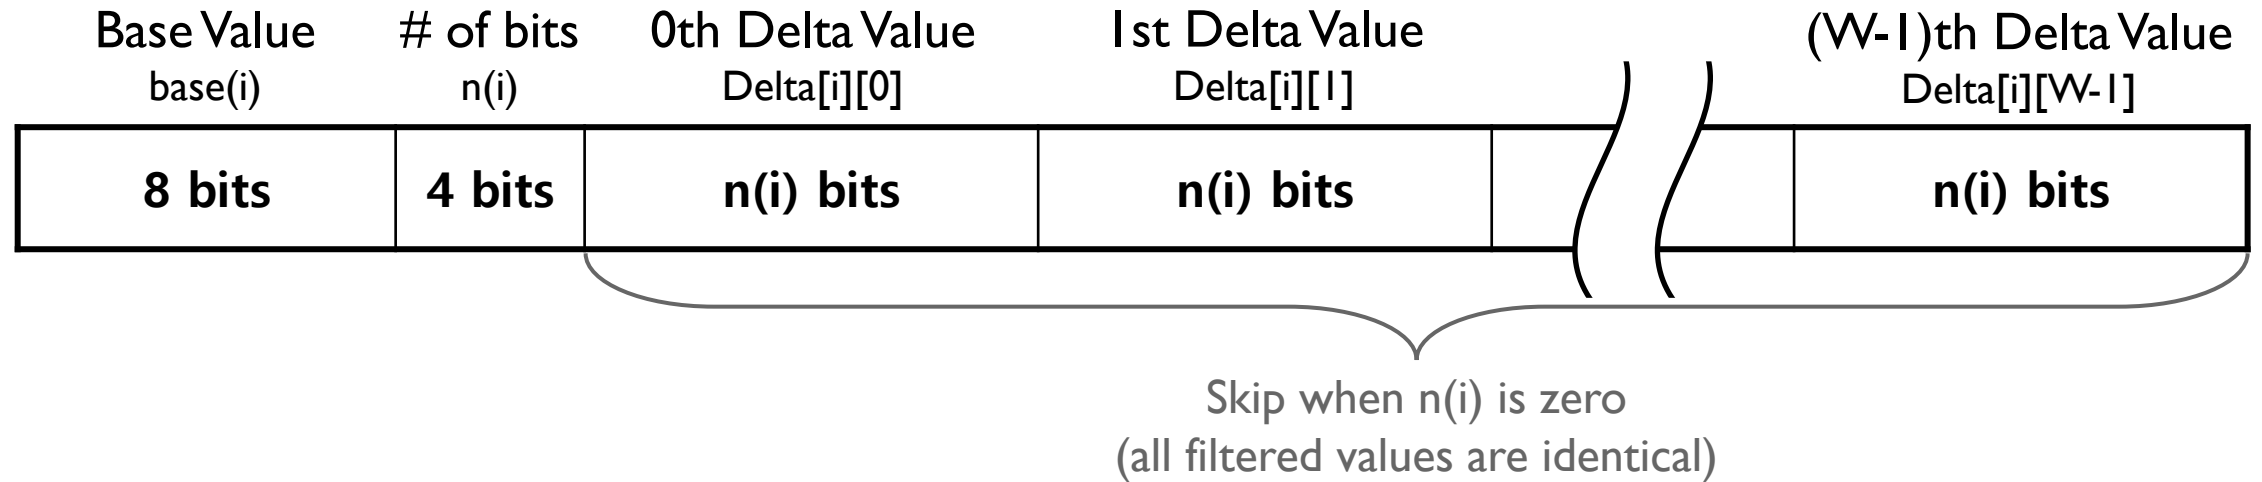 Base Value # of bits 0th Delta Value 1st Delta Value (W-1)th Delta Value
base(i) n(i) Delta[i][0] Delta[i][1] Delta[i][W-1]
8 bits 4 bits n(i) bits n(i) bits n(i) bits
Skip when n(i) is zero
(all filtered values are identical)